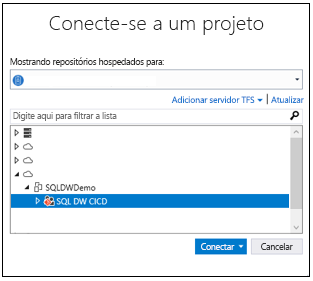 Conecte-se a um projeto
Mostrando repositórios hospedados para:
Adicionar servidor TFS | Atualizar
Digite aqui para filtrar a lista
SQLDWDemo
SQL DW CICD
Conectar
Cancelar